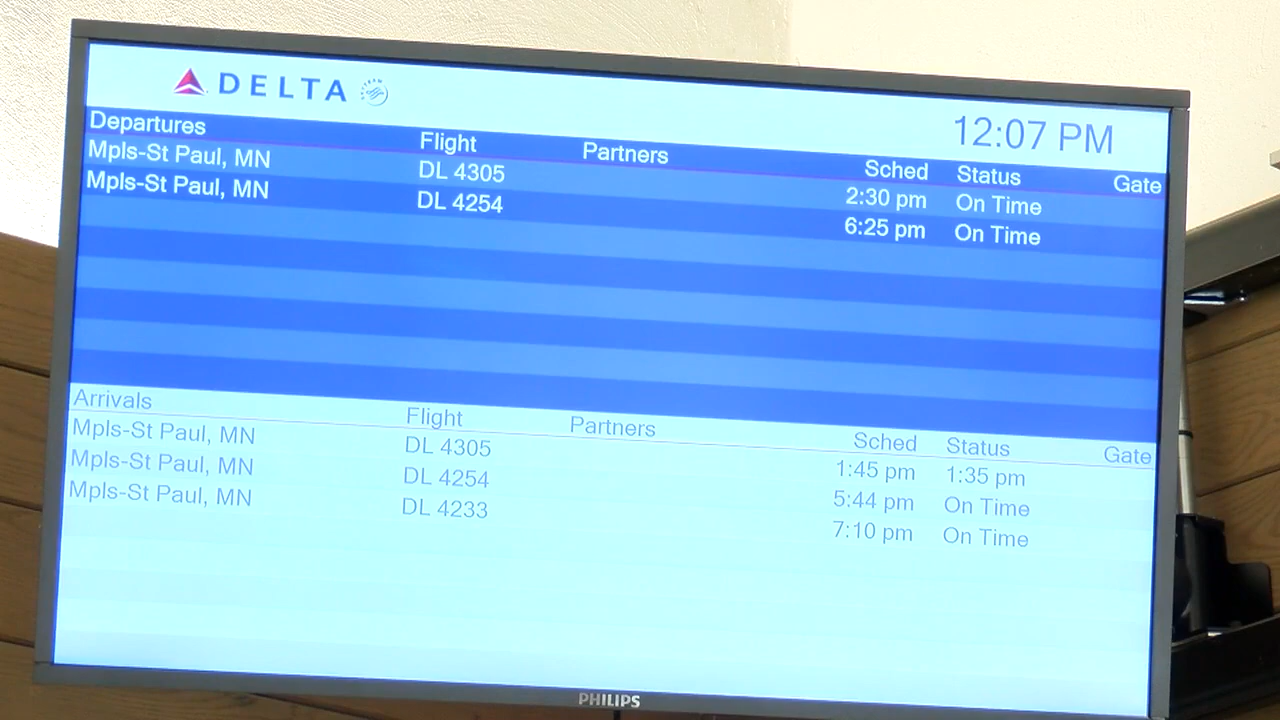 DELTA
12:07 PM
Departures Flight Partners Sched Status Gate
Mpls-St Paul, MN DL 4305 2:30 pm On Time
Mpls-St Paul, MN DL 4254 6:25 pm On Time
Arrivals Flight Partners Sched Status Gate
Mpls-St Paul, MN DL 4305 1:45 pm 1:35 pm
Mpls-St Paul, MN DL 4254 5:44 pm On Time
Mpls-St Paul, MN DL 4233 7:10 pm On Time
PHILIPS